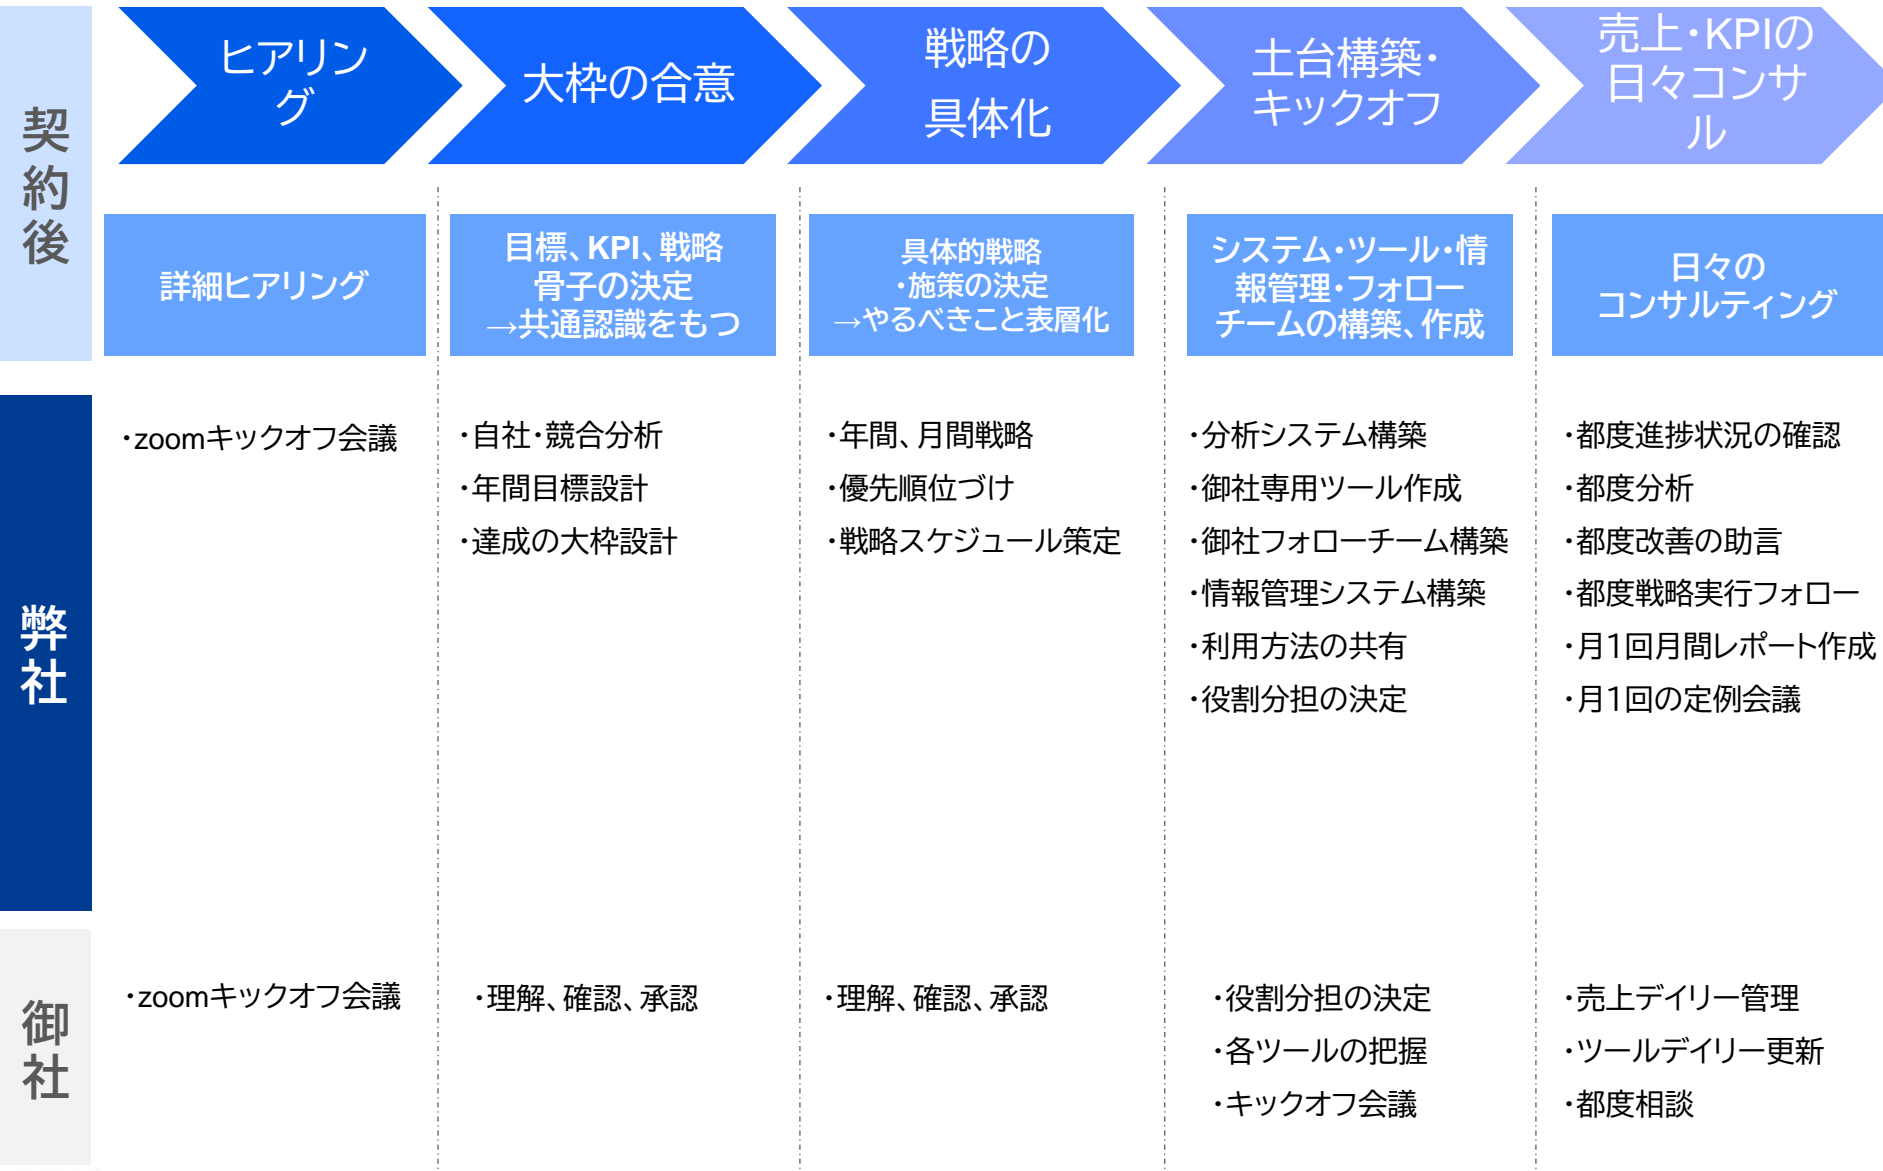 契約後
ヒアリン
グ
大枠の合意
戦略の
具体化
土台構築・
キックオフ
売上・KPIの
日々コンサ
ル
詳細ヒアリング
目標、KPI、戦略
骨子の決定
→共通認識をもつ
具体的戦略
・施策の決定
→やるべきこと表層化
システム・ツール・情
報管理・フォロー
チームの構築、作成
日々の
コンサルティング
弊社
・zoomキックオフ会議
・自社・競合分析
・年間目標設計
・達成の大枠設計
・年間、月間戦略
・優先順位づけ
・戦略スケジュール策定
・分析システム構築
・御社専用ツール作成
・御社フォローチーム構築
・情報管理システム構築
・利用方法の共有
・役割分担の決定
・都度進捗状況の確認
・都度分析
・都度改善の助言
・都度戦略実行フォロー
・月1回月間レポート作成
・月1回の定例会議
御社
・zoomキックオフ会議
・理解、確認、承認
・理解、確認、承認
・役割分担の決定
・各ツールの把握
・キックオフ会議
・売上デイリー管理
・ツールデイリー更新
・都度相談